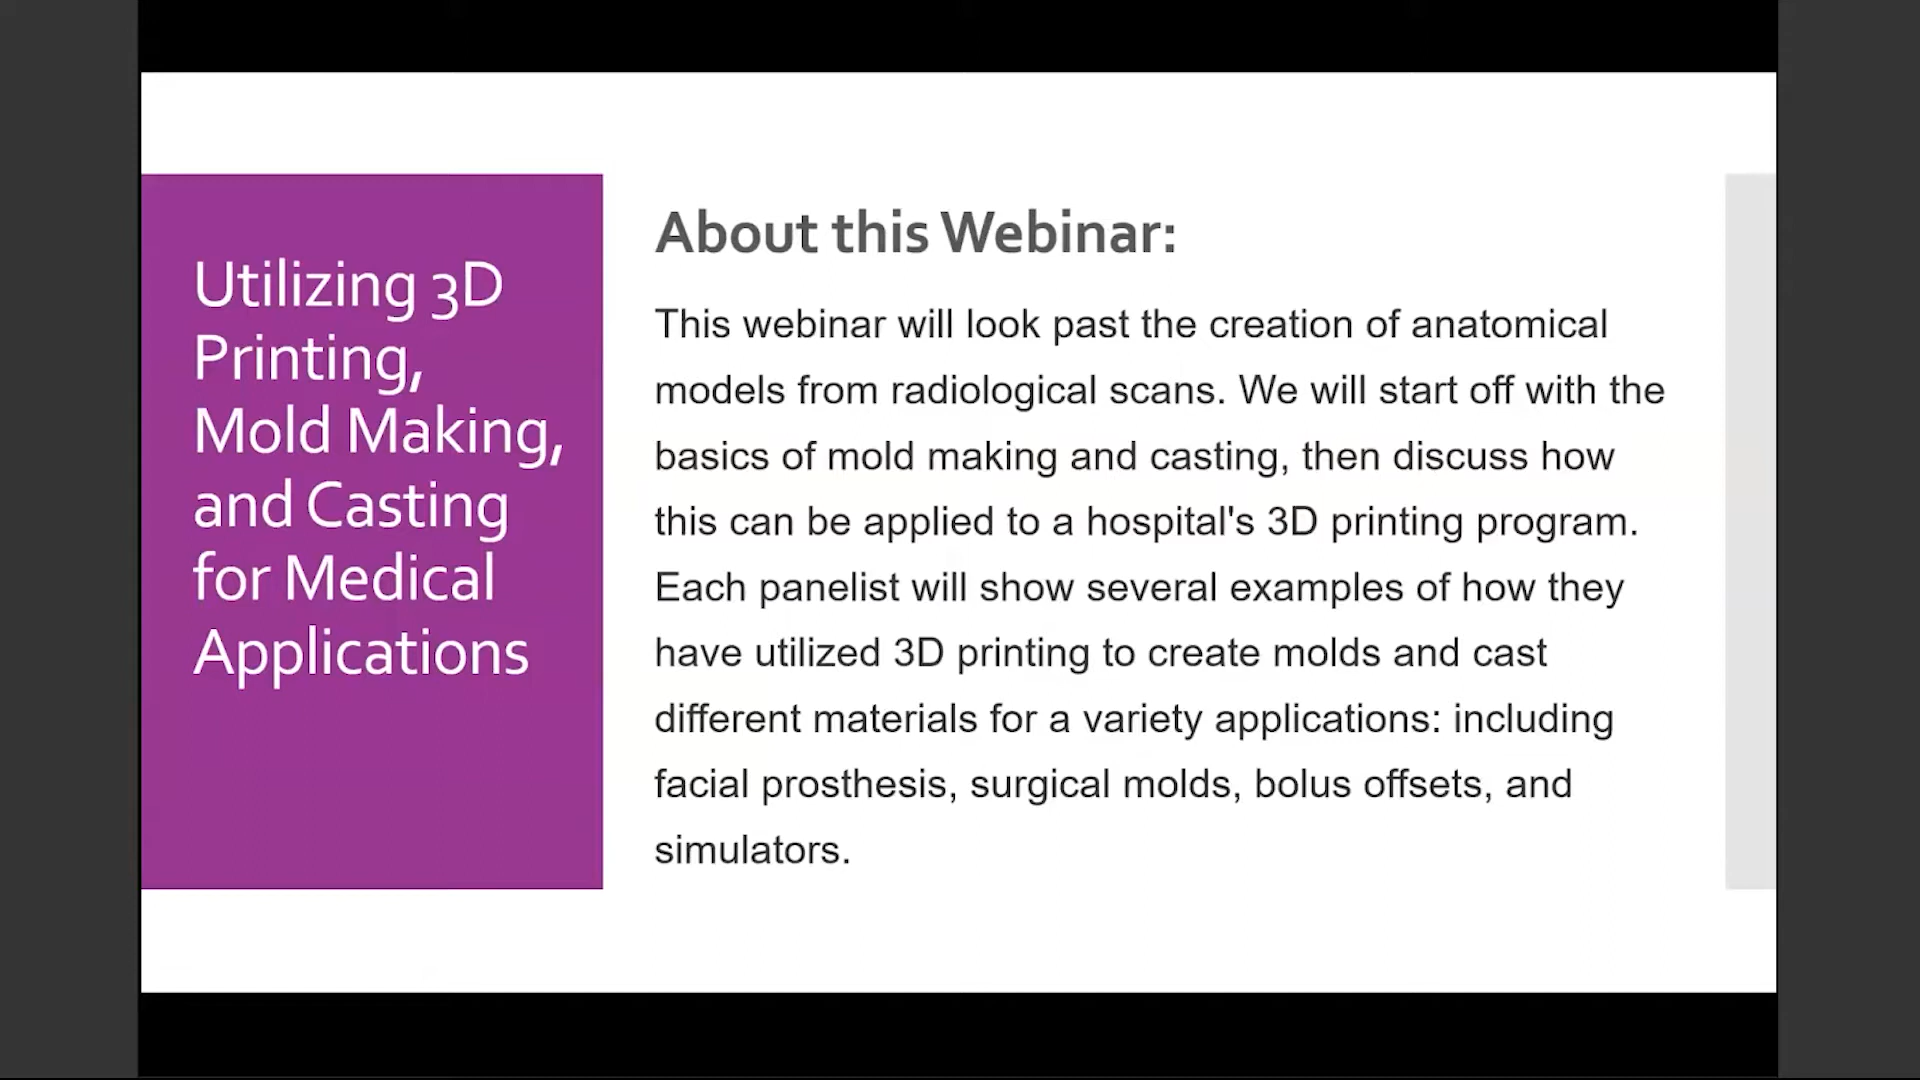 Utilizing 3D
Printing,
Mold Making,
and Casting
for Medical
Applications
About this Webinar:
This webinar will look past the creation of anatomical
models from radiological scans. We will start off with the
basics of mold making and casting, then discuss how
this can be applied to a hospital's 3D printing program.
Each panelist will show several examples of how they
have utilized 3D printing to create molds and cast
different materials for a variety applications: including
facial prosthesis, surgical molds, bolus offsets, and
simulators.